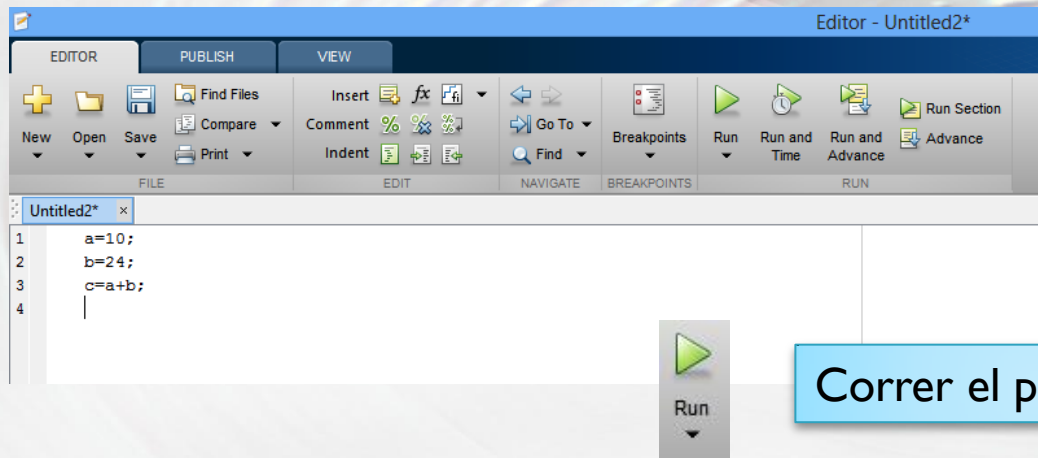 Editor - Untitled2*
EDITOR PUBLISH VIEW
New Open Save Find Files Compare Print
FILE
Insert fx fi
Comment % % %
Indent
EDIT
Go To
Find
NAVIGATE
Breakpoints
BREAKPOINTS
Run Run and Time Run and Advance Run Section Advance
RUN
Untitled2* ×
1 a=10;
2 b=24;
3 c=a+b;
4
Run
Correr el p